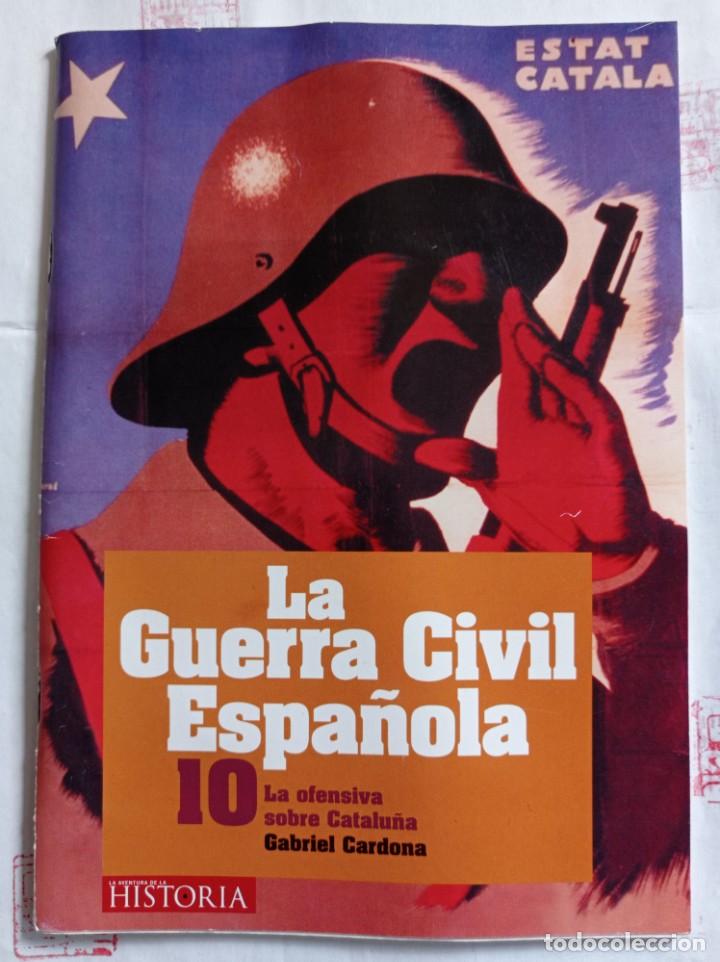 ESTAT
CATALA
La
Guerra Civil
Española
10
La ofensiva
sobre Cataluña
Gabriel Cardona
LA AVENTURA DE LA
HISTORIA
todocoleccion